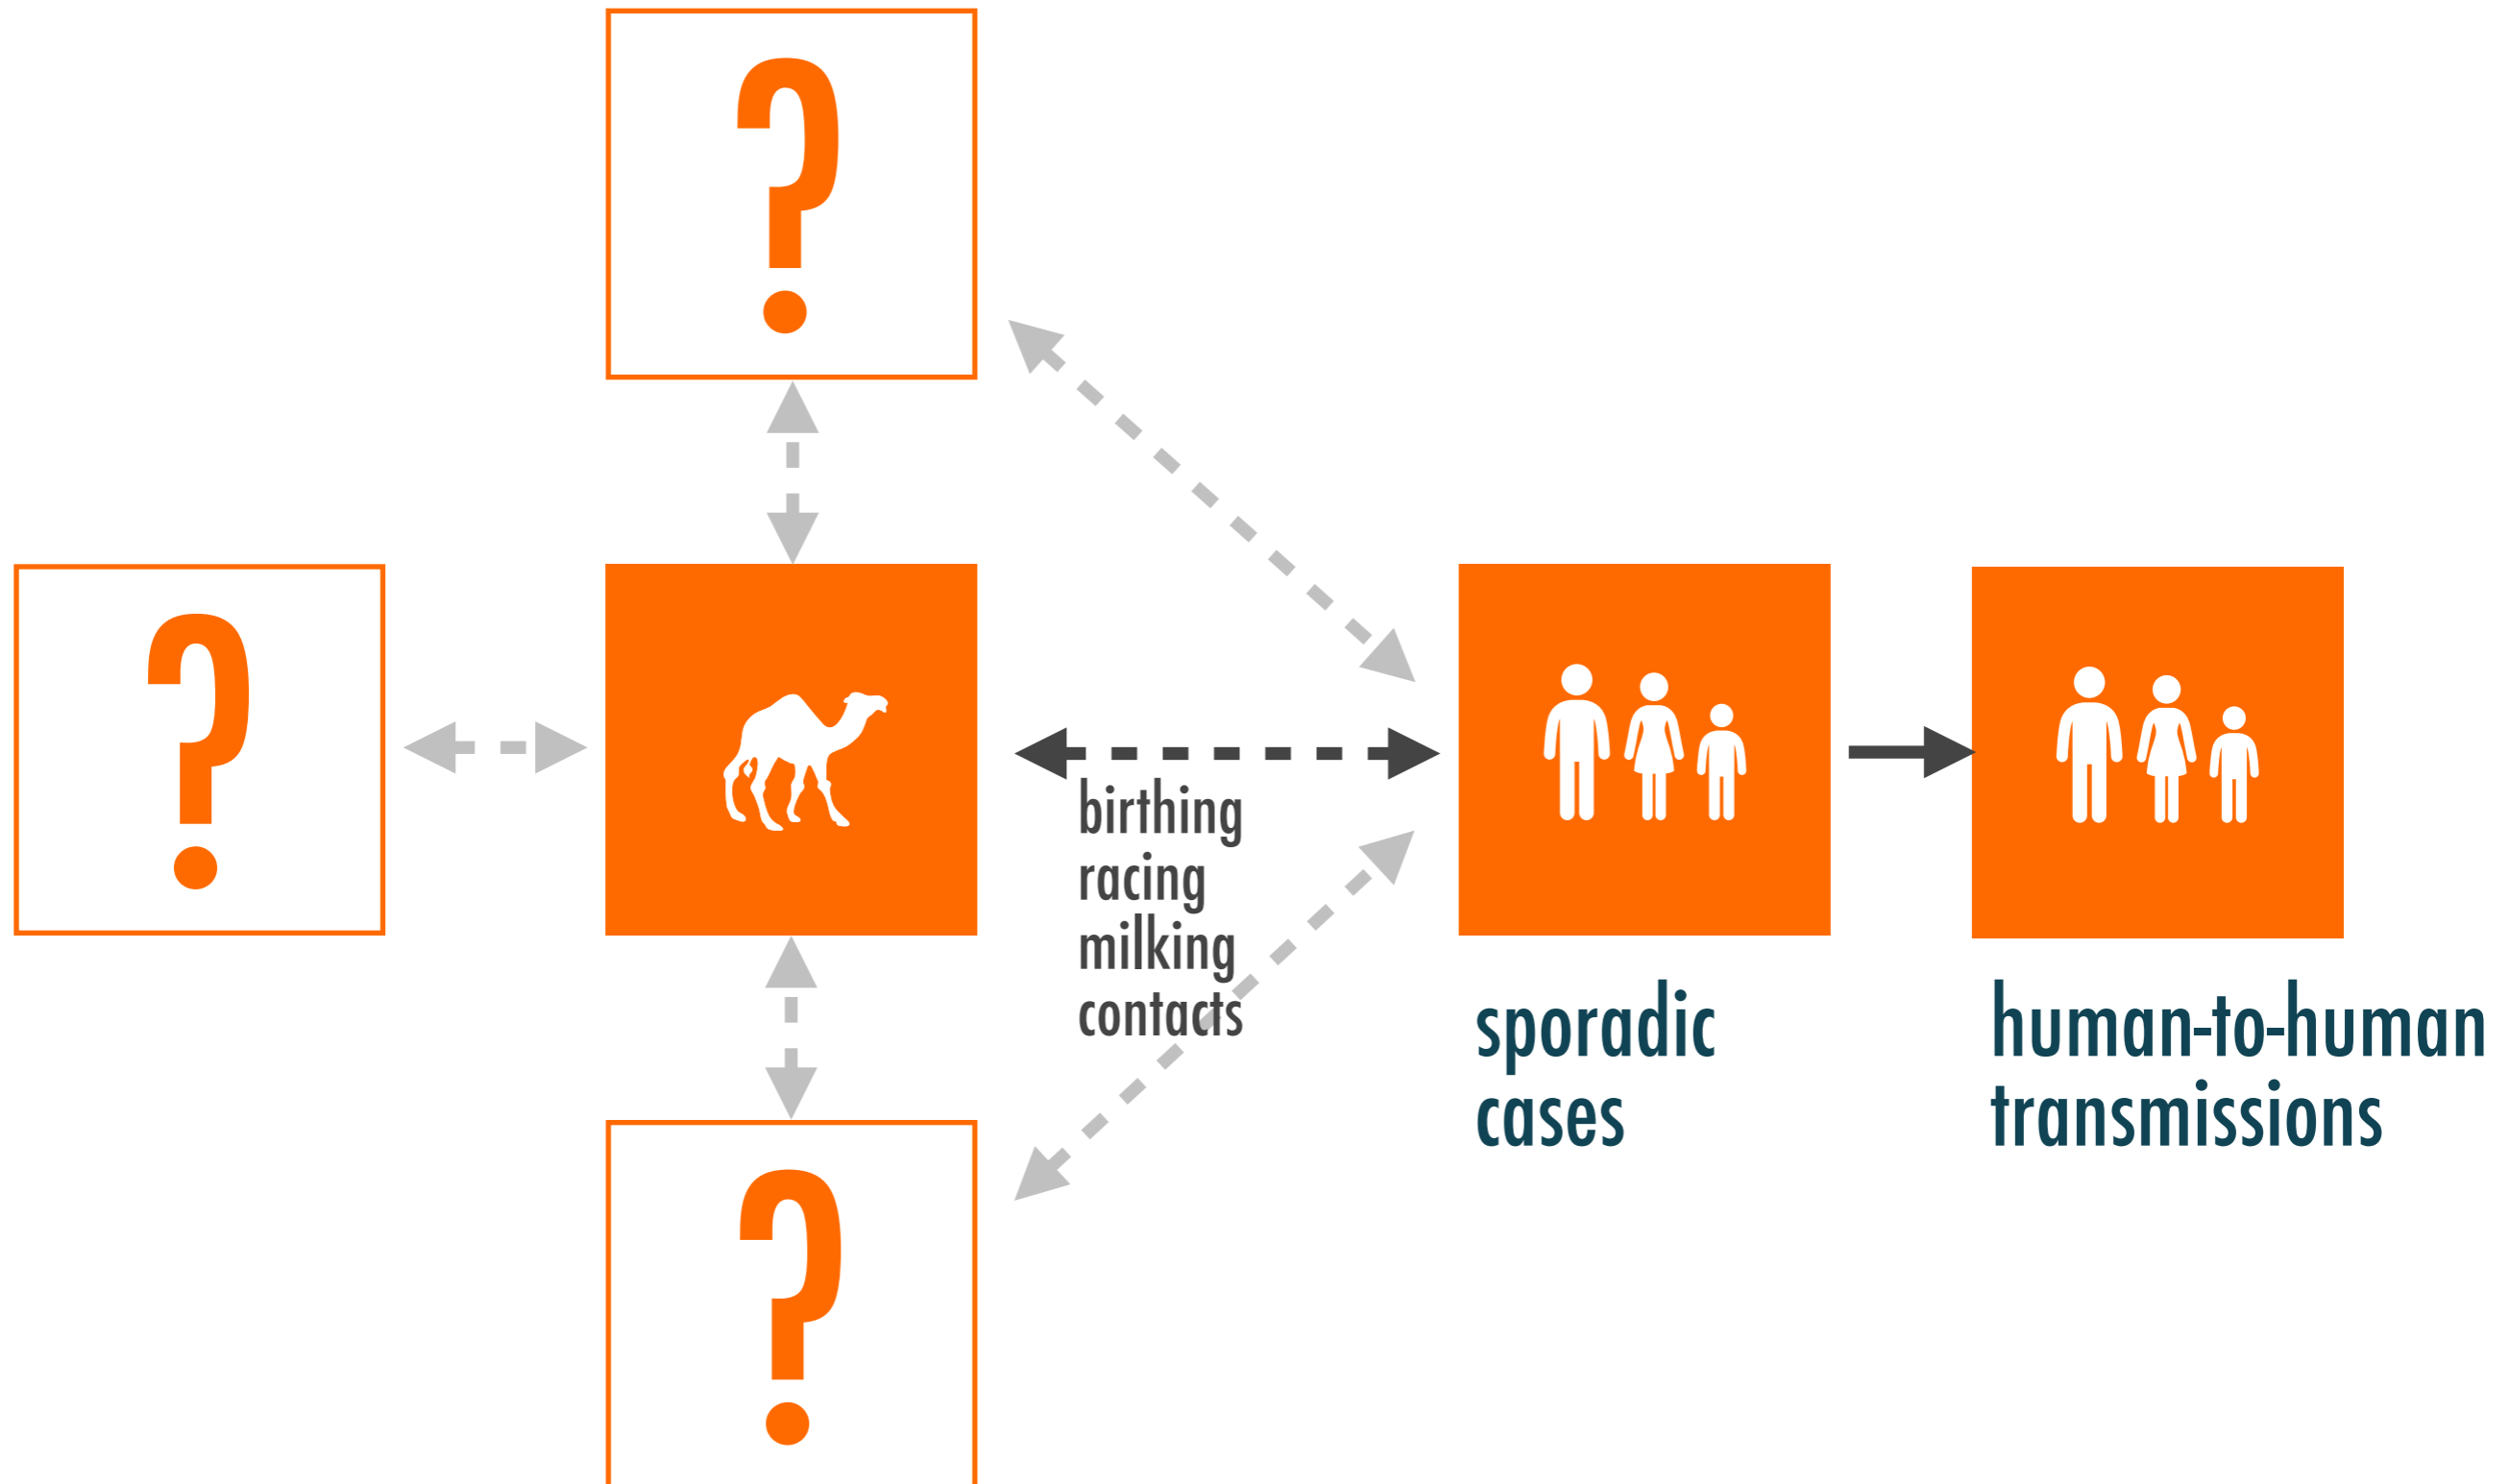 ?
?
?
birthing
racing
milking
contacts
sporadic
cases
human-to-human
transmissions